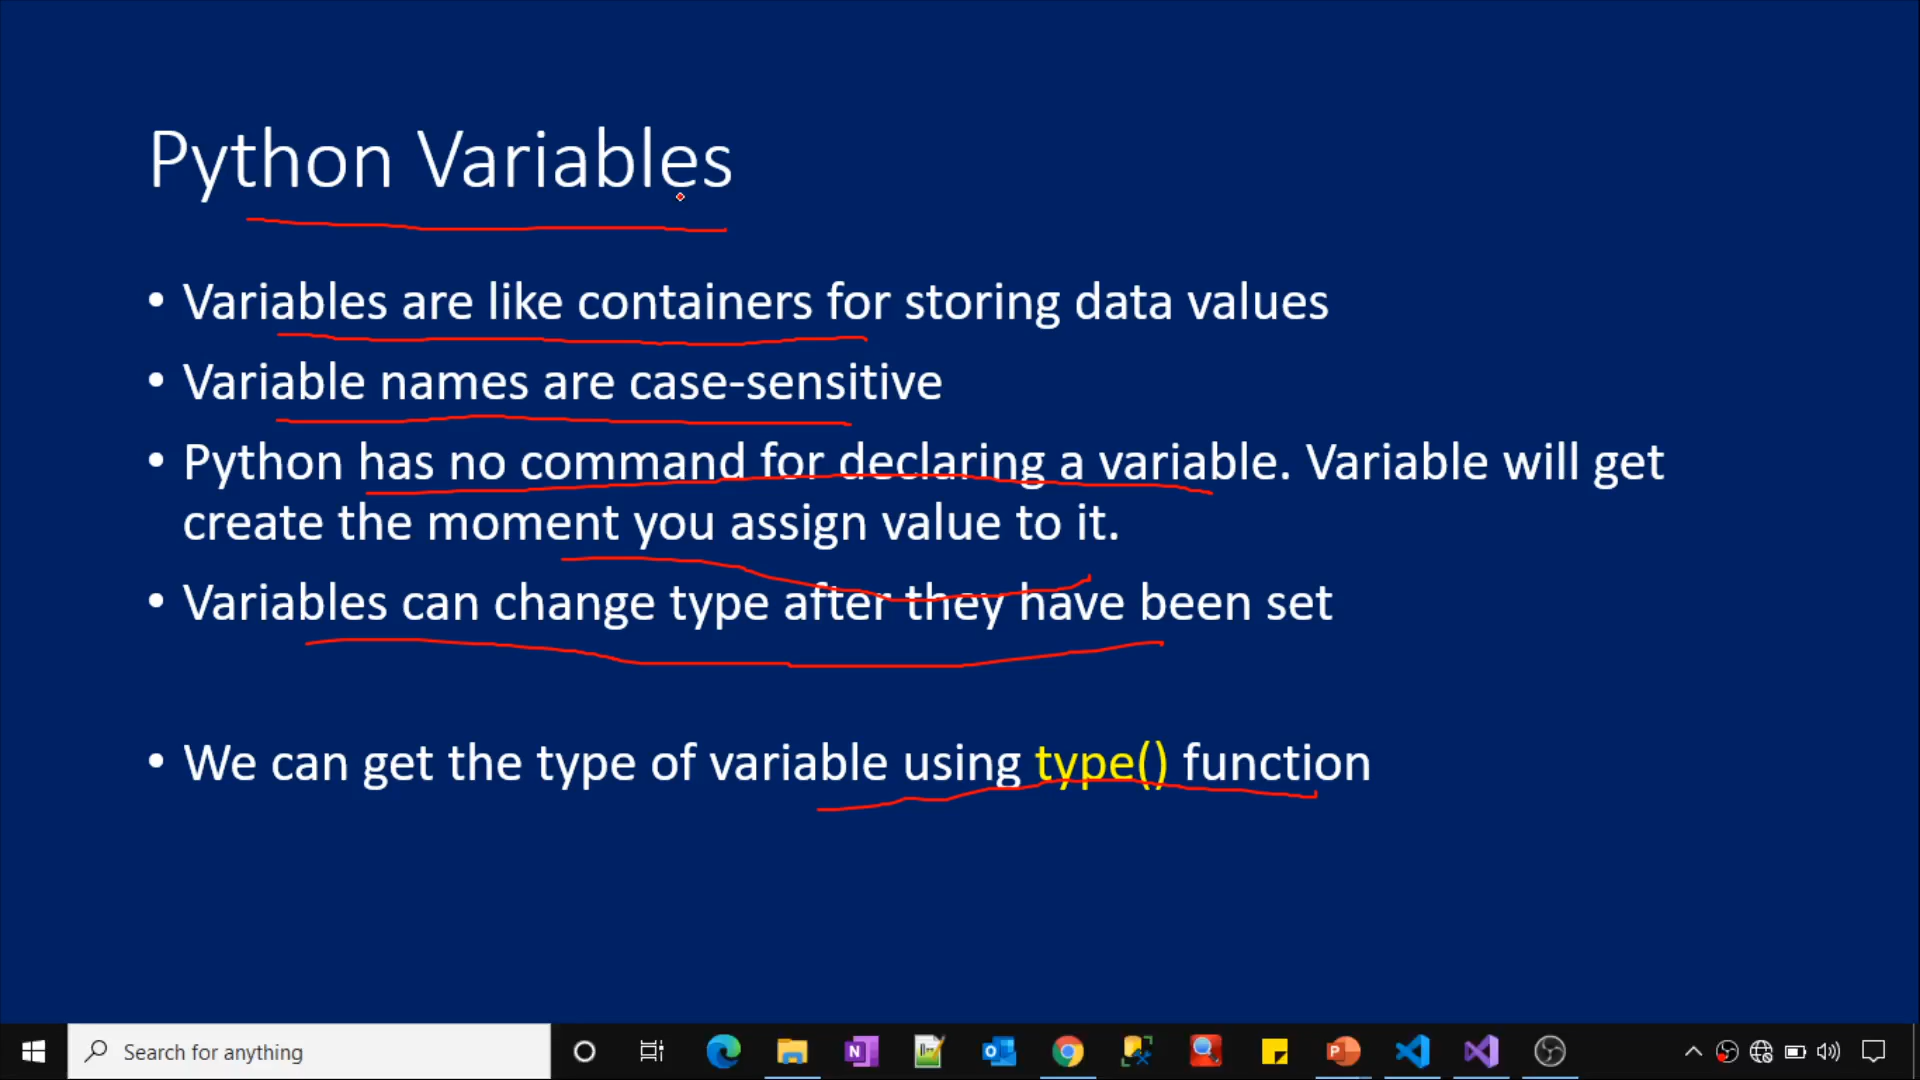 Python Variables
• Variables are like containers for storing data values
• Variable names are case-sensitive
• Python has no command for declaring a variable. Variable will get
create the moment you assign value to it.
• Variables can change type after they have been set
• We can get the type of variable using type() function
Search for anything